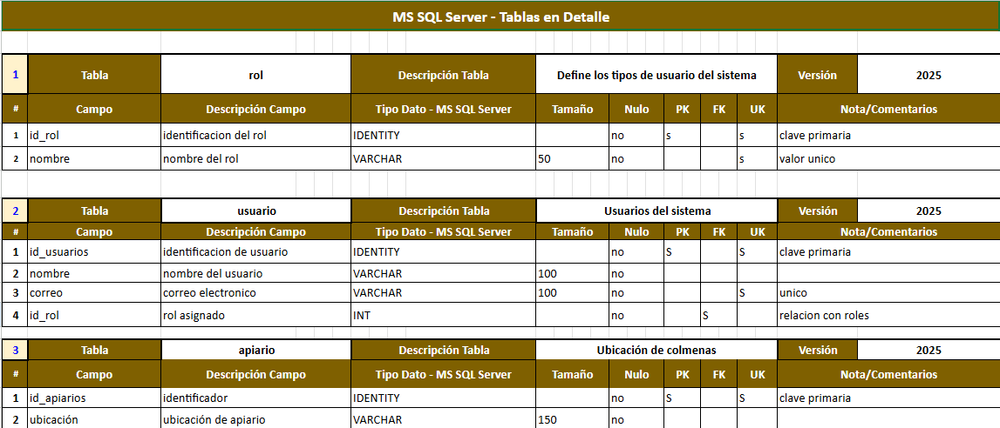 MS SQL Server - Tablas en Detalle
1 Tabla rol Descripción Tabla Define los tipos de usuario del sistema Versión 2025
# Campo Descripción Campo Tipo Dato - MS SQL Server Tamaño Nulo PK FK UK Nota/Comentarios
1 id_rol identificacion del rol IDENTITY no s s clave primaria
2 nombre nombre del rol VARCHAR 50 no s valor unico
2 Tabla usuario Descripción Tabla Usuarios del sistema Versión 2025
# Campo Descripción Campo Tipo Dato - MS SQL Server Tamaño Nulo PK FK UK Nota/Comentarios
1 id_usuarios identificacion de usuario IDENTITY no S S clave primaria
2 nombre nombre del usuario VARCHAR 100 no
3 correo correo electronico VARCHAR 100 no S unico
4 id_rol rol asignado INT no S relacion con roles
3 Tabla apiario Descripción Tabla Ubicación de colmenas Versión 2025
# Campo Descripción Campo Tipo Dato - MS SQL Server Tamaño Nulo PK FK UK Nota/Comentarios
1 id_apiarios identificador IDENTITY no S S clave primaria
2 ubicación ubicación de apiario VARCHAR 150 no